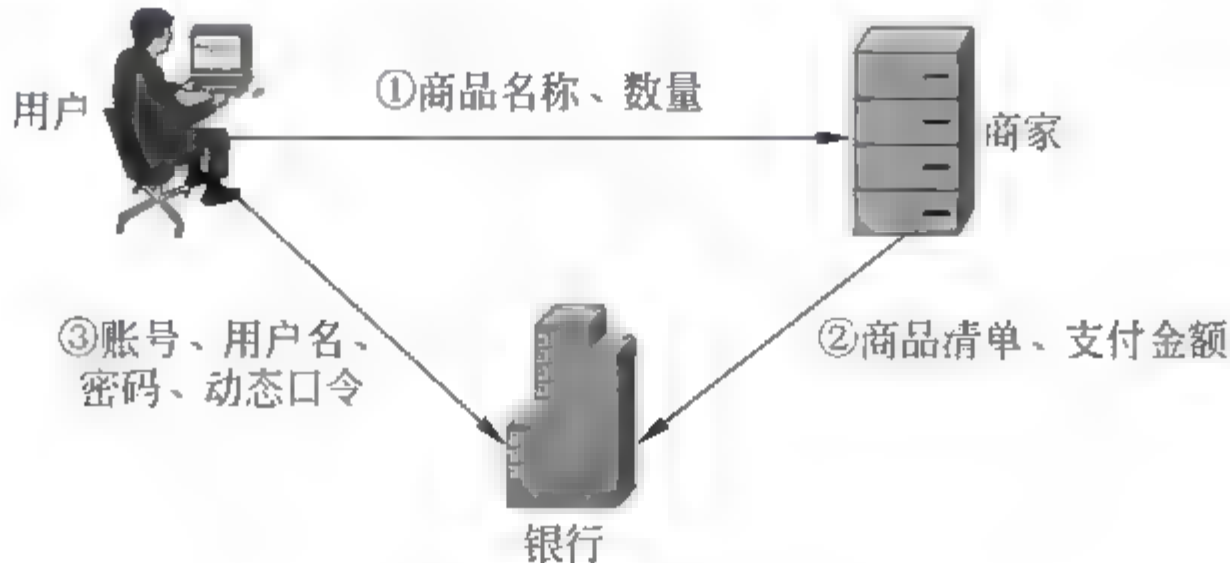 ①商品名称、数量
用户
商家
③账号、用户名、
密码、动态口令
②商品清单、支付金额
银行